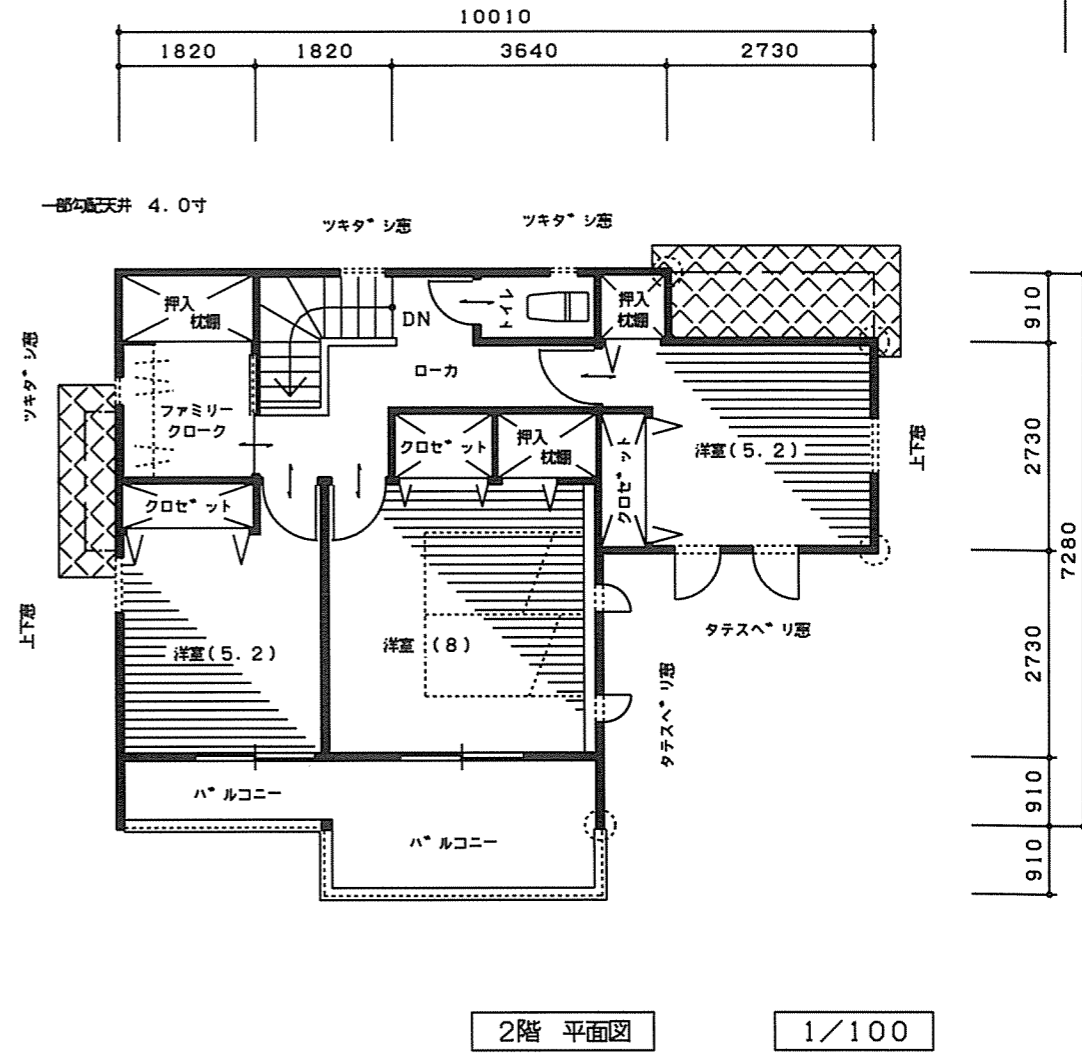 10010
1820 1820 3640 2730
一部勾配天井 4.0寸
ツキダシ窓
ツキダシ窓
ツキダシ窓
押入
枕棚
DN
トイレ
押入
枕棚
910
ローカ
ファミリー
クローク
クロゼット
押入
枕棚
クロゼット
洋室(5.2)
上下窓
2730
クロゼット
7280
上下窓
洋室(5.2)
洋室 (8)
タテスベリ窓
タテスベリ窓
2730
バルコニー
910
バルコニー
910
2階 平面図
1/100